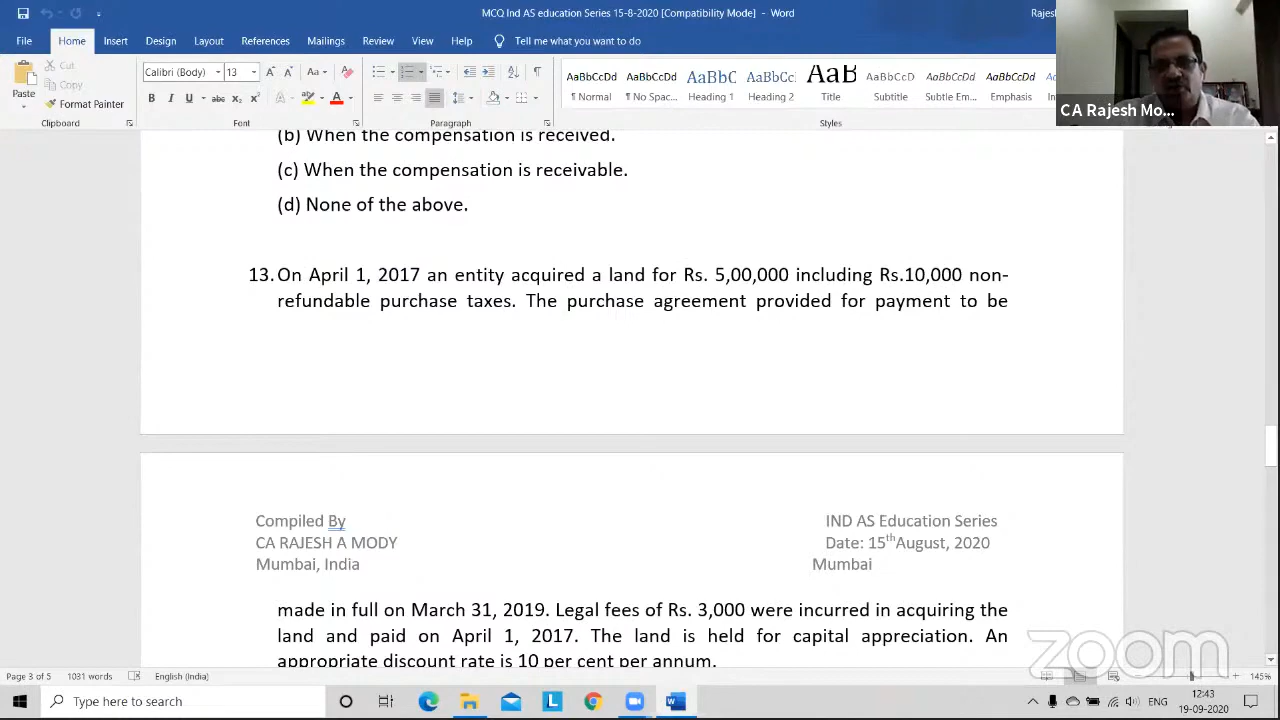 MCQ Ind AS education Series 15-8-2020 [Compatibility Mode] - Word
Rajes
File Home Insert Design Layout References Mailings Review View Help Tell me what you want to do
Paste
Cut
Copy
Format Painter
Calibri (Body) 13
Aa
B I U abc X₂ X² A A
AaBbCcDd AaBbCcDd AaBbC AaBbCc AaB AaBbCcDd AaBbCcDd AaBbCcDd
¶ Normal ¶ No Spac... Heading 1 Heading 2 Title Subtitle Subtle Em... Emphasis
Clipboard Font Paragraph Styles
C A Rajesh Mo...
(b) When the compensation is received.
(c) When the compensation is receivable.
(d) None of the above.
13. On April 1, 2017 an entity acquired a land for Rs. 5,00,000 including Rs.10,000 non-
refundable purchase taxes. The purchase agreement provided for payment to be
Compiled By
CA RAJESH A MODY
Mumbai, India
IND AS Education Series
Date: 15thAugust, 2020
Mumbai
made in full on March 31, 2019. Legal fees of Rs. 3,000 were incurred in acquiring the
land and paid on April 1, 2017. The land is held for capital appreciation. An
appropriate discount rate is 10 per cent per annum.
zoom
Page 3 of 5 1031 words English (India) 145%
Type here to search
ENG 12:43
19-09-2020